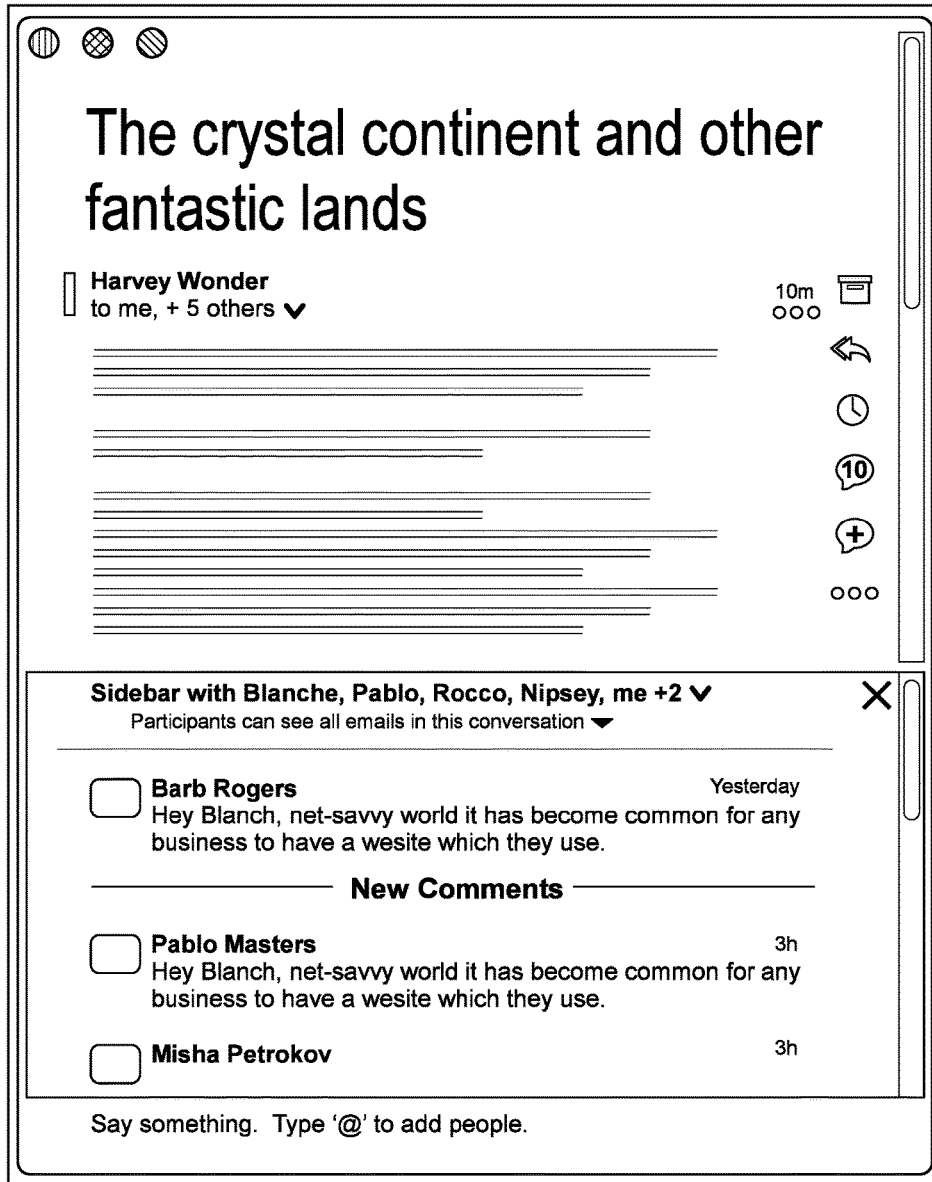 The crystal continent and other
fantastic lands
Harvey Wonder
to me, + 5 others
10m
10
Sidebar with Blanche, Pablo, Rocco, Nipsey, me +2
Participants can see all emails in this conversation
Barb Rogers Yesterday
Hey Blanch, net-savvy world it has become common for any
business to have a wesite which they use.
New Comments
Pablo Masters 3h
Hey Blanch, net-savvy world it has become common for any
business to have a wesite which they use.
Misha Petrokov 3h
Say something. Type ‘@’ to add people.